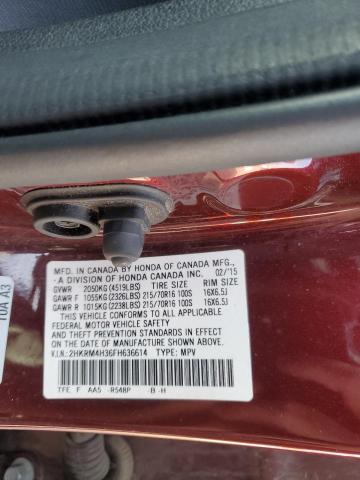 MFD. IN CANADA BY HONDA OF CANADA MFG.,
A DIVISION OF HONDA CANADA INC. 02/'15
GVWR 2050KG (4519LBS) TIRE SIZE RIM SIZE
GAWR F 1055KG (2326LBS) 215/70R16 100S 16X6.5J
GAWR R 1015KG (2238LBS) 215/70R16 100S 16X6.5J
THIS VEHICLE CONFORMS TO ALL APPLICABLE
FEDERAL MOTOR VEHICLE SAFETY AND
THEFT PREVENTION STANDARDS IN EFFECT ON THE
DATE OF MANUFACTURE SHOWN ABOVE.
V.I.N.: 2HKRM4H36FH636614 TYPE: MPV
TFE F AA5 -R548P -B -H
10A A3